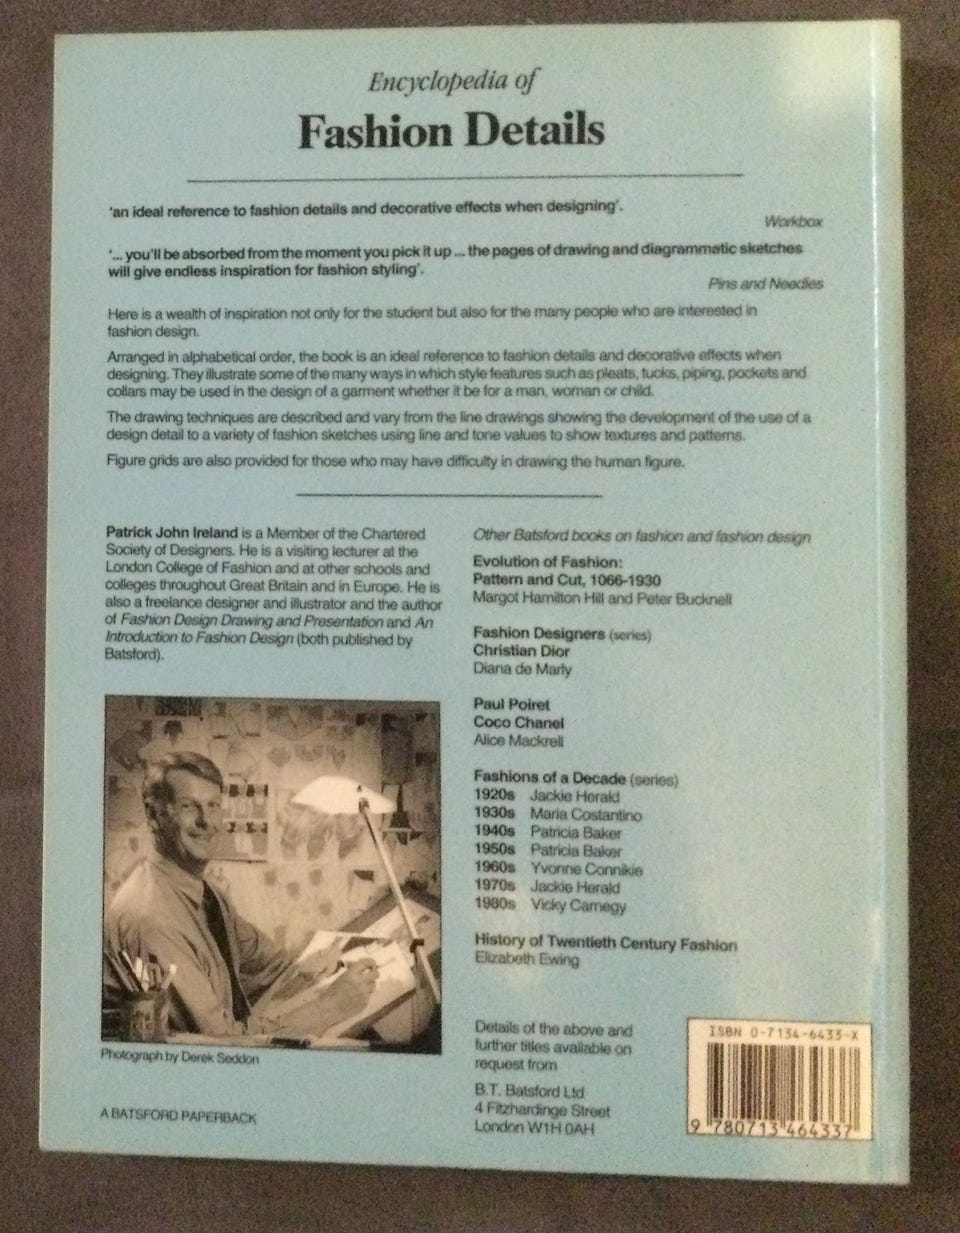 Encyclopedia of
Fashion Details
'an ideal reference to fashion details and decorative effects when designing'.
Workbox
'... you'll be absorbed from the moment you pick it up ... the pages of drawing and diagrammatic sketches
will give endless inspiration for fashion styling'.
Pins and Needles
Here is a wealth of inspiration not only for the student but also for the many people who are interested in
fashion design.
Arranged in alphabetical order, the book is an ideal reference to fashion details and decorative effects when
designing. They illustrate some of the many ways in which style features such as pleats, tucks, piping, pockets and
collars may be used in the design of a garment whether it be for a man, woman or child.
The drawing techniques are described and vary from the line drawings showing the development of the use of a
design detail to a variety of fashion sketches using line and tone values to show textures and patterns.
Figure grids are also provided for those who may have difficulty in drawing the human figure.
Patrick John Ireland is a Member of the Chartered
Society of Designers. He is a visiting lecturer at the
London College of Fashion and at other schools and
colleges throughout Great Britain and in Europe. He is
also a freelance designer and illustrator and the author
of Fashion Design Drawing and Presentation and An
Introduction to Fashion Design (both published by
Batsford).
Photograph by Derek Seddon
A BATSFORD PAPERBACK
Other Batsford books on fashion and fashion design
Evolution of Fashion:
Pattern and Cut, 1066-1930
Margot Hamilton Hill and Peter Bucknell
Fashion Designers (series)
Christian Dior
Diana de Marly
Paul Poiret
Coco Chanel
Alice Mackrell
Fashions of a Decade (series)
1920s Jackie Herald
1930s Maria Costantino
1940s Patricia Baker
1950s Patricia Baker
1960s Yvonne Connikie
1970s Jackie Herald
1980s Vicky Carnegy
History of Twentieth Century Fashion
Elizabeth Ewing
Details of the above and
further titles available on
request from
B.T. Batsford Ltd
4 Fitzhardinge Street
London W1H 0AH
ISBN 0-7134-6433-X
9 780713 464337